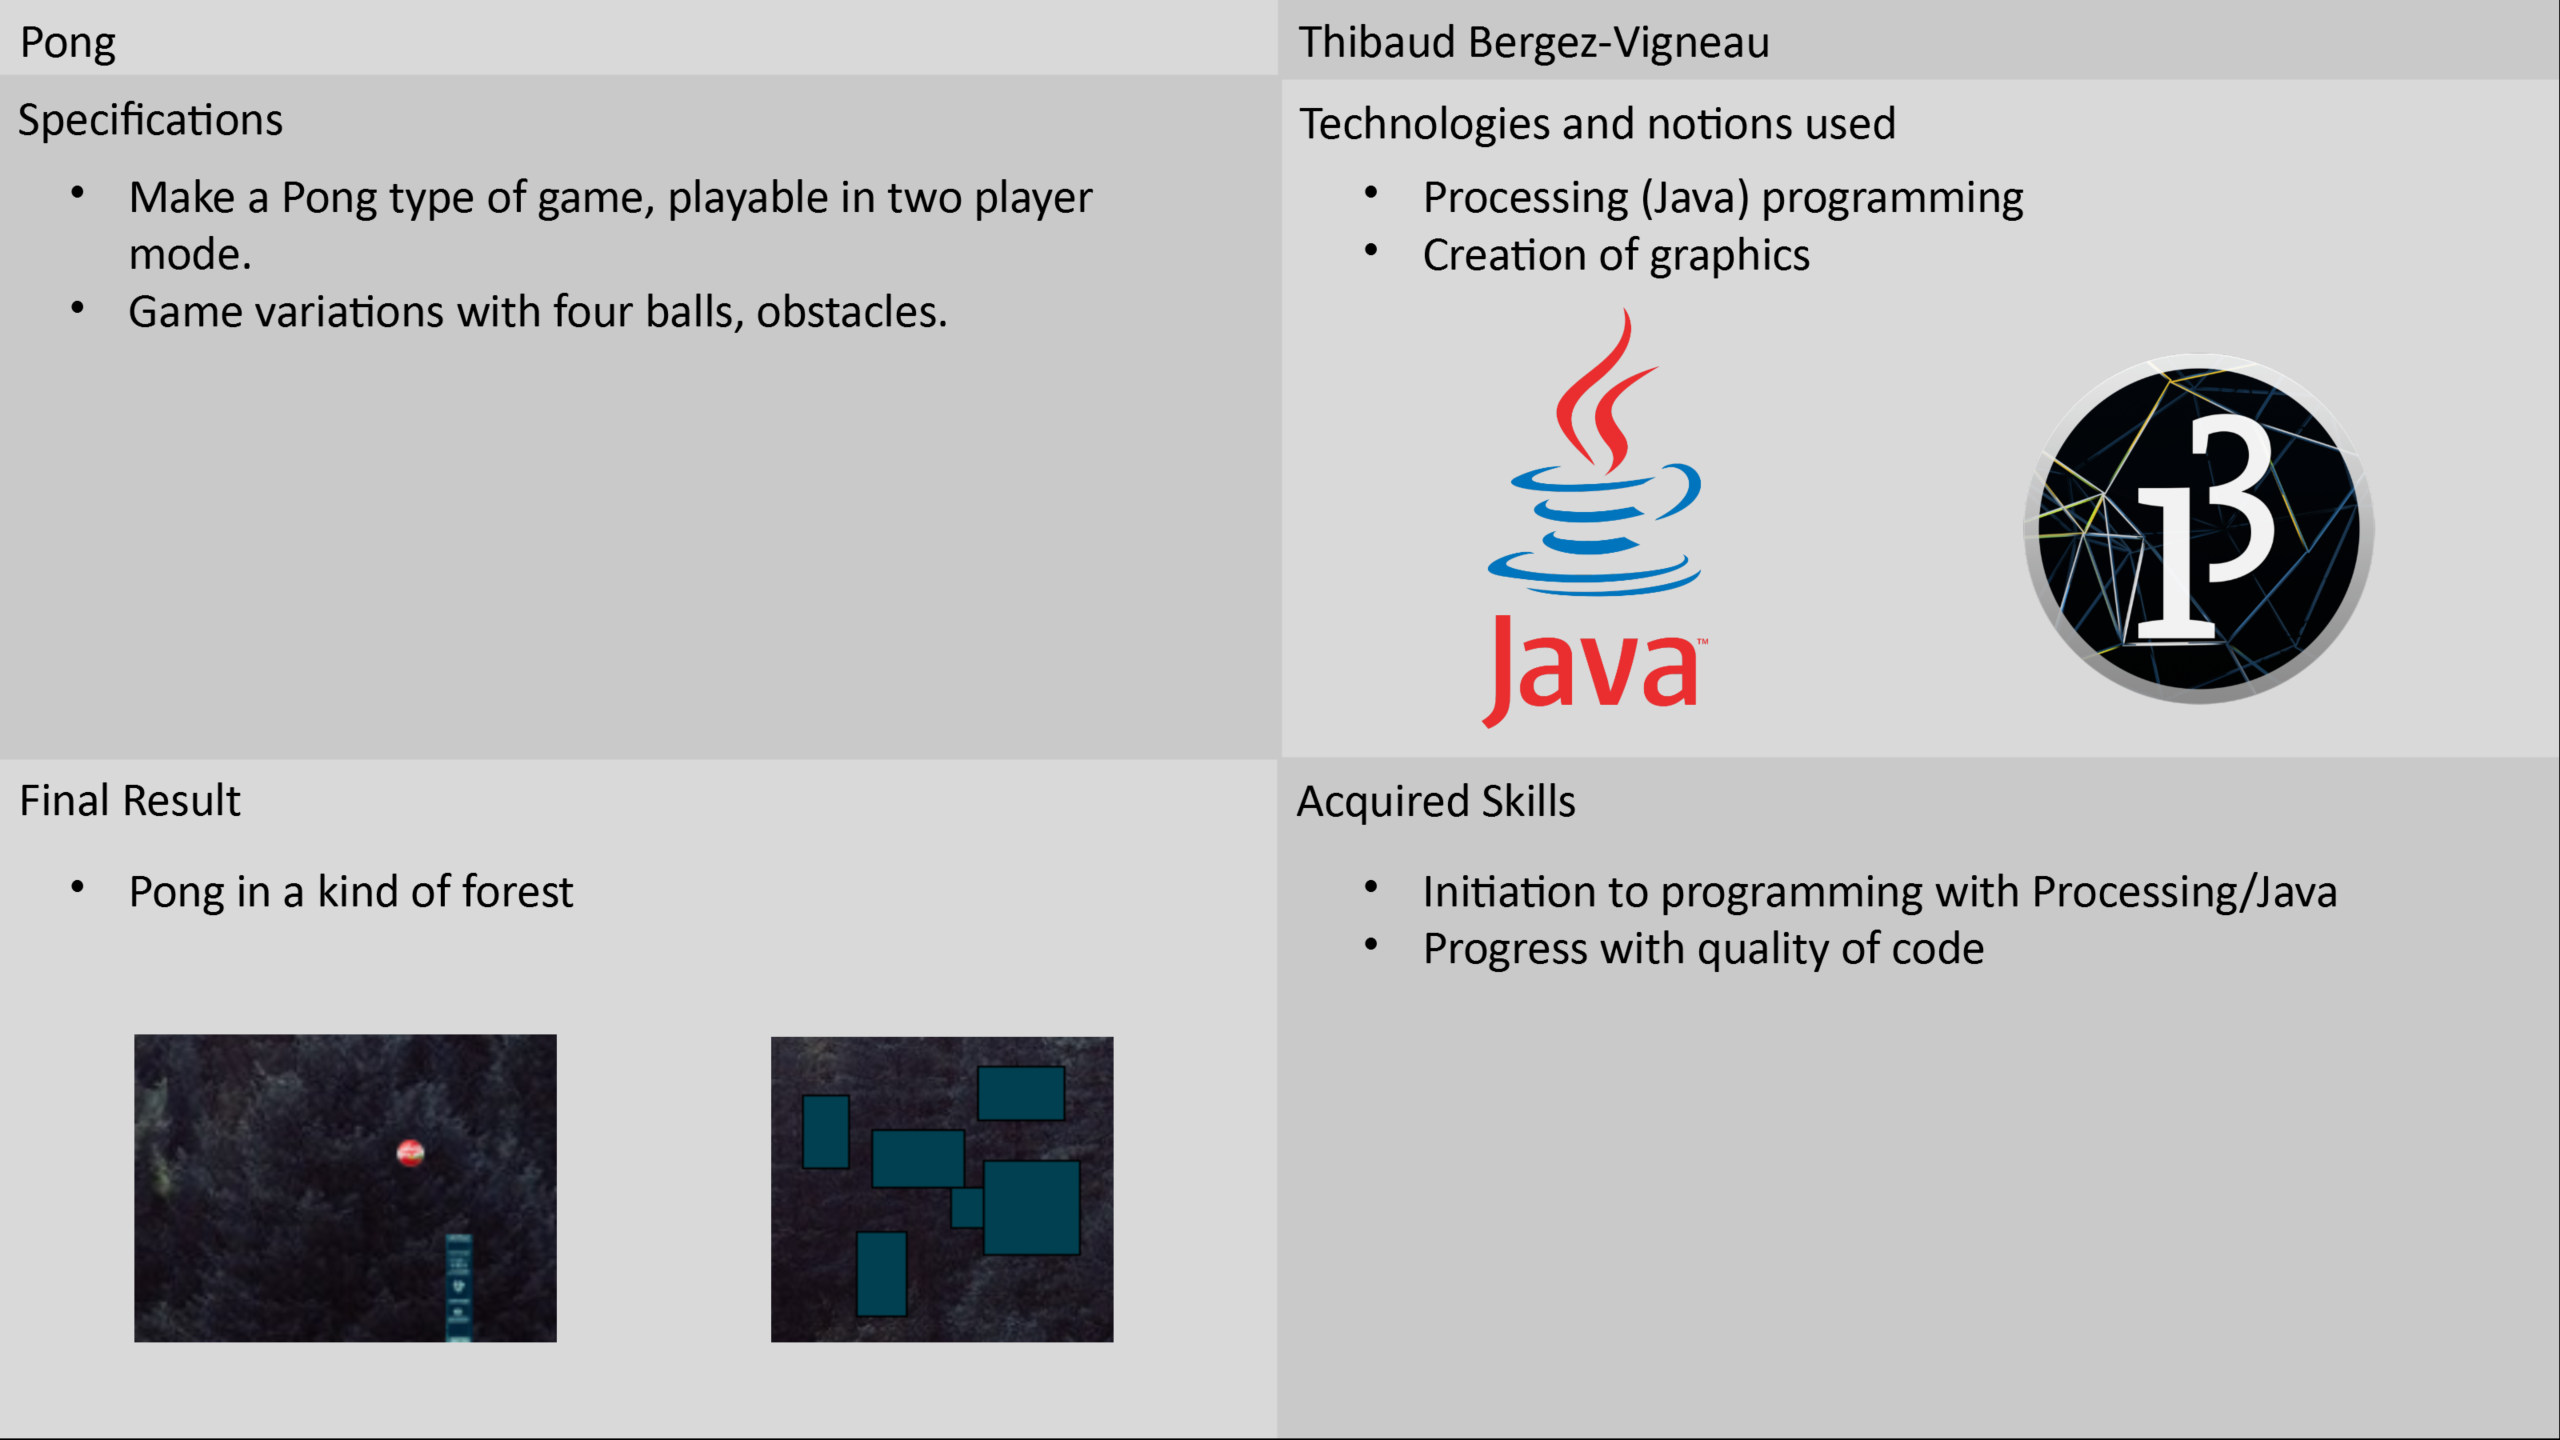 Pong
Thibaud Bergez-Vigneau
Specifications
• Make a Pong type of game, playable in two player
mode.
• Game variations with four balls, obstacles.
Technologies and notions used
• Processing (Java) programming
• Creation of graphics
Java™
3
1
Final Result
• Pong in a kind of forest
Acquired Skills
• Initiation to programming with Processing/Java
• Progress with quality of code